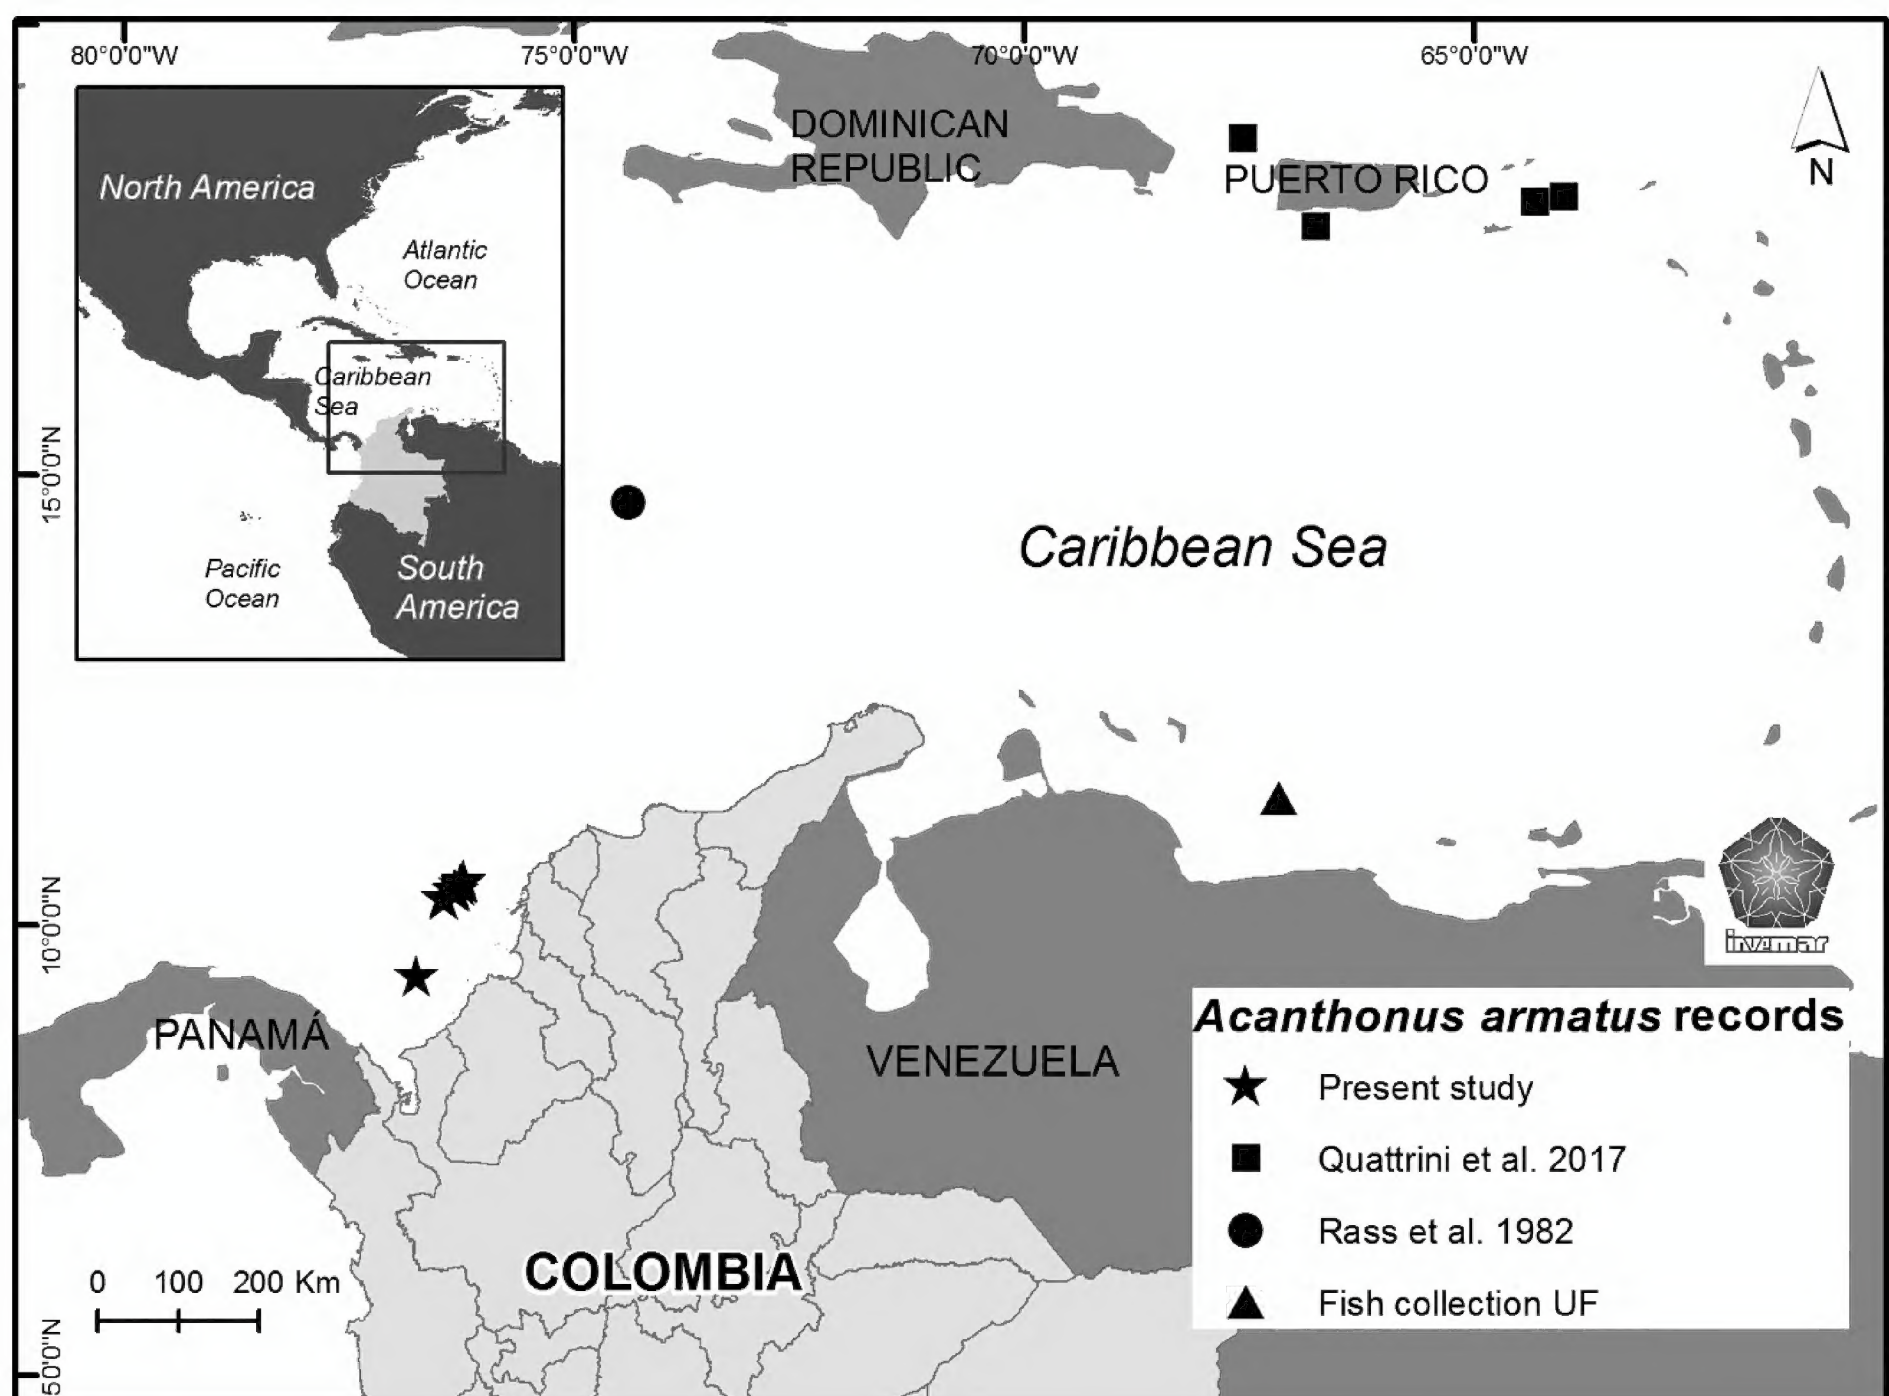 80°0'0"W
75°0'0"W
70°0'0"W
65°0'0"W
DOMINICAN
REPUBLIC
PUERTO RICO
N
North America
Atlantic
Ocean
Caribbean
Sea
Pacific
Ocean
South
America
15°0'0"N
Caribbean Sea
10°0'0"N
invemar
PANAMÁ
VENEZUELA
COLOMBIA
0 100 200 Km
5°0'0"N
Acanthonus armatus records
Present study
Quattrini et al. 2017
Rass et al. 1982
Fish collection UF